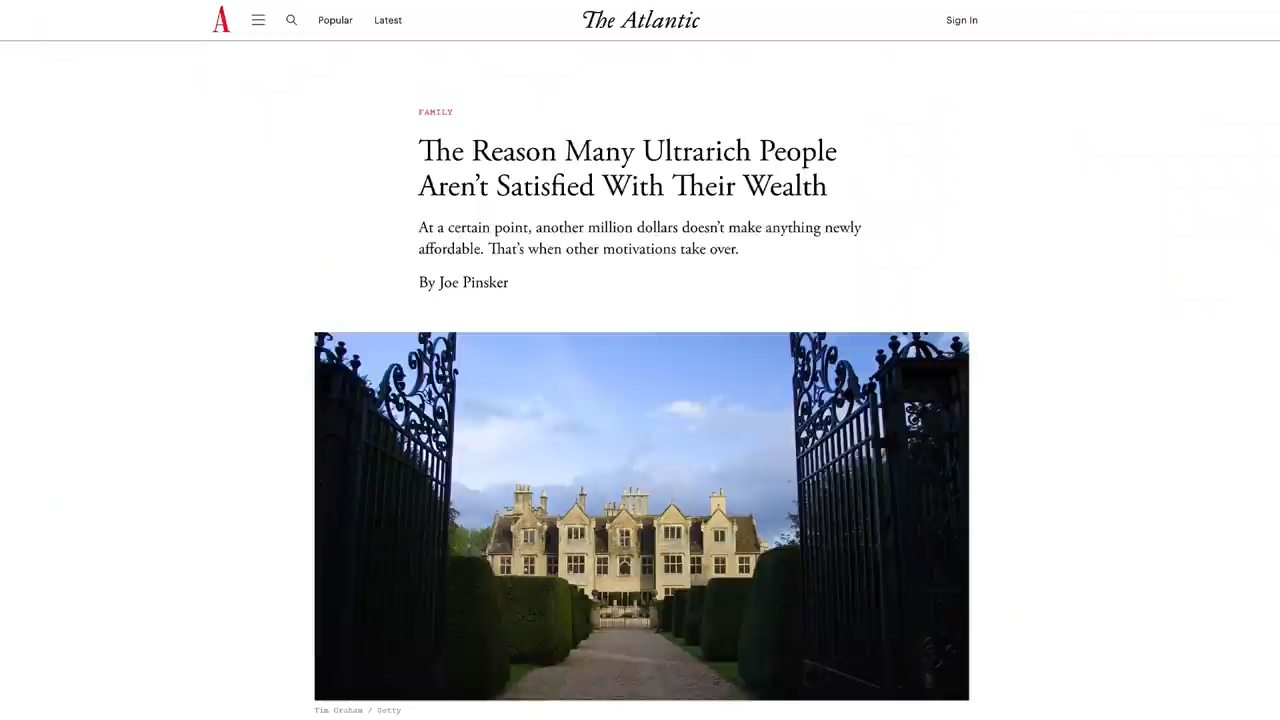 A
Popular
Latest
The Atlantic
Sign In
FAMILY
The Reason Many Ultrarich People
Aren’t Satisfied With Their Wealth
At a certain point, another million dollars doesn’t make anything newly
affordable. That’s when other motivations take over.
By Joe Pinsker
Tim Graham / Getty